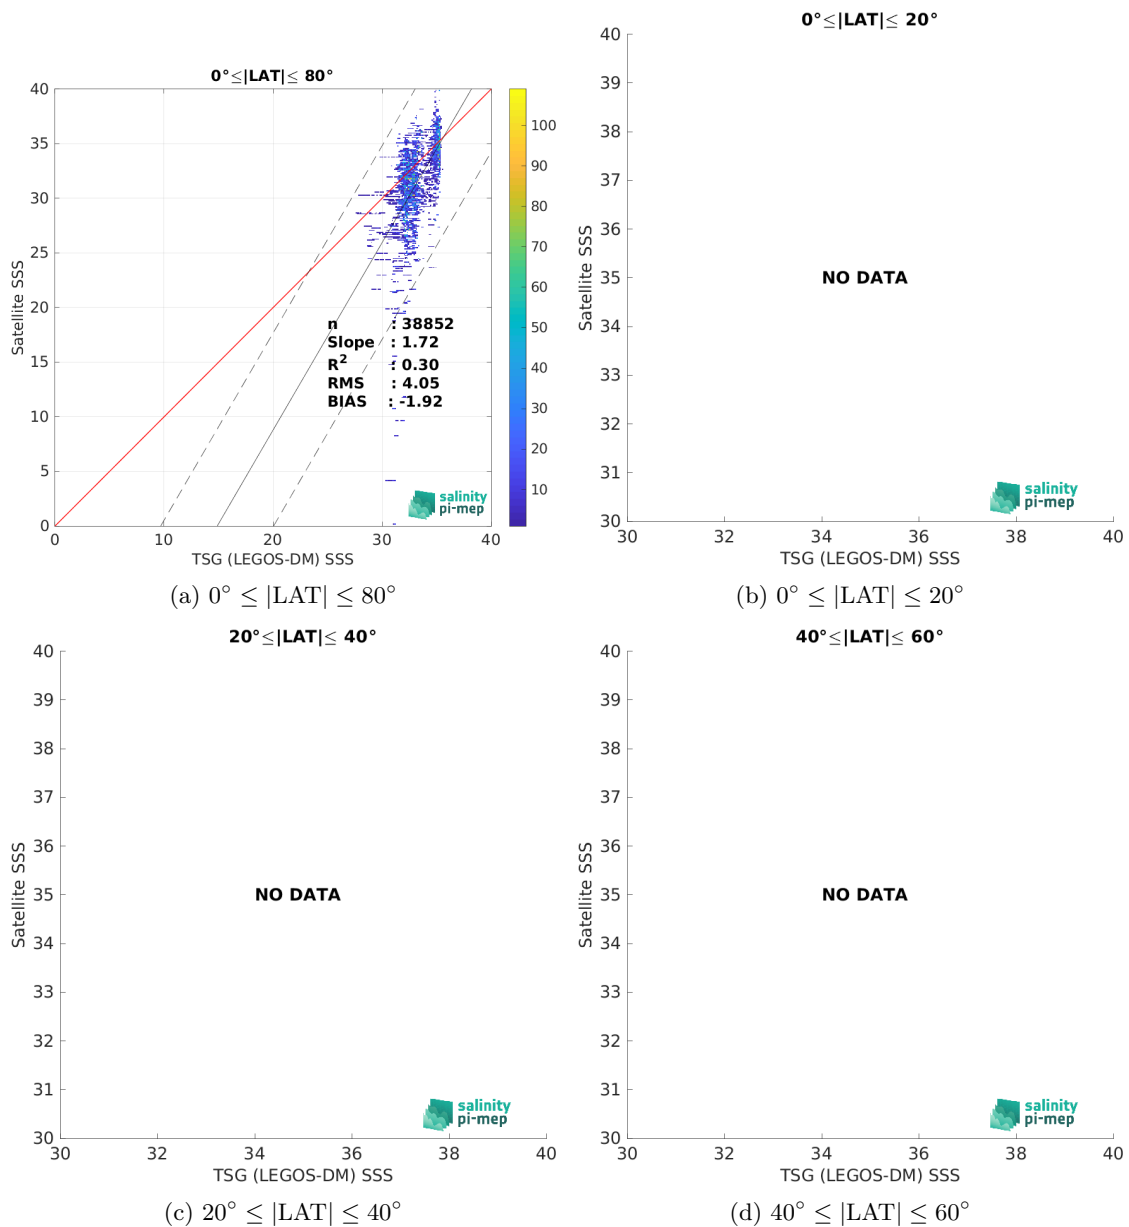 0°≤|LAT|≤ 80°
40
35
30
25
20
15
10
5
0
Satellite SSS
n : 38852
Slope : 1.72
R² : 0.30
RMS : 4.05
BIAS : -1.92
100
90
80
70
60
50
40
30
20
10
salinity
pi-mep
0 10 20 30 40
TSG (LEGOS-DM) SSS
(a) 0° ≤ |LAT| ≤ 80°
0°≤|LAT|≤ 20°
40
39
38
37
36
35
34
33
32
31
30
Satellite SSS
NO DATA
salinity
pi-mep
30 32 34 36 38 40
TSG (LEGOS-DM) SSS
(b) 0° ≤ |LAT| ≤ 20°
20°≤|LAT|≤ 40°
40
39
38
37
36
35
34
33
32
31
30
Satellite SSS
NO DATA
salinity
pi-mep
30 32 34 36 38 40
TSG (LEGOS-DM) SSS
(c) 20° ≤ |LAT| ≤ 40°
40°≤|LAT|≤ 60°
40
39
38
37
36
35
34
33
32
31
30
Satellite SSS
NO DATA
salinity
pi-mep
30 32 34 36 38 40
TSG (LEGOS-DM) SSS
(d) 40° ≤ |LAT| ≤ 60°